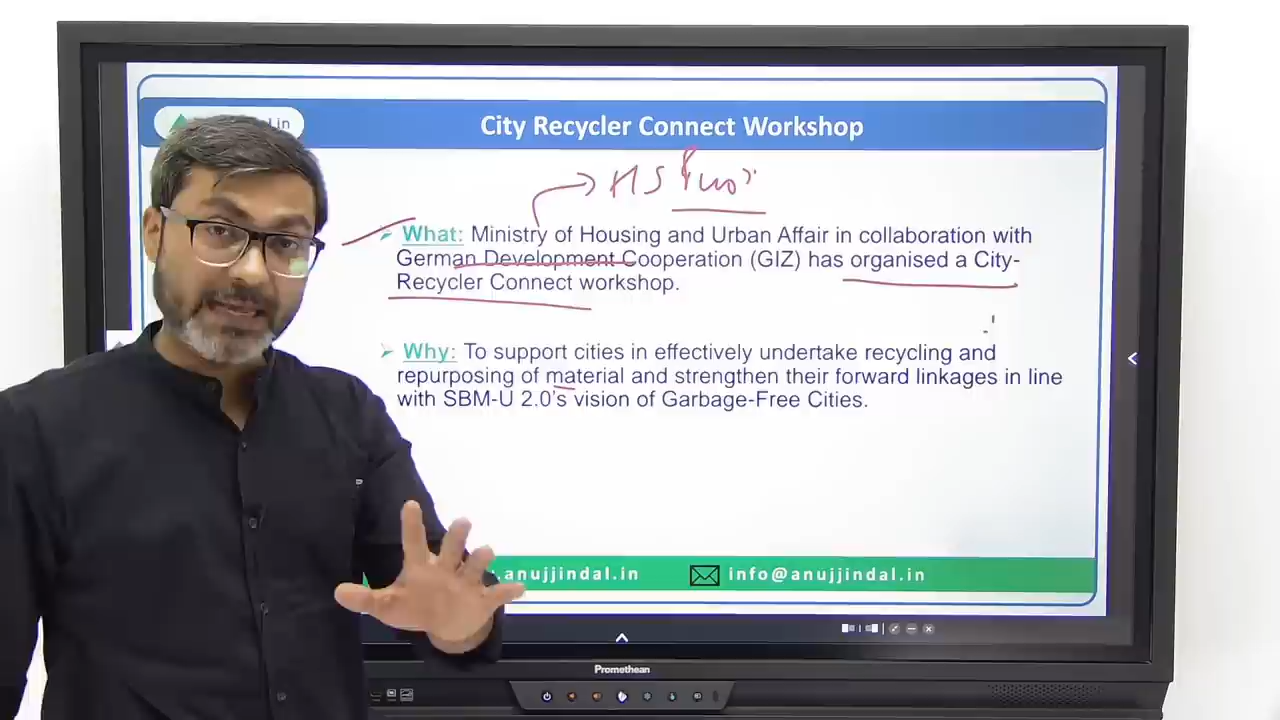 City Recycler Connect Workshop
HS Puri
What: Ministry of Housing and Urban Affair in collaboration with
German Development Cooperation (GIZ) has organised a City-
Recycler Connect workshop.
Why: To support cities in effectively undertake recycling and
repurposing of material and strengthen their forward linkages in line
with SBM-U 2.0's vision of Garbage-Free Cities.
.anujjindal.in
info@anujjindal.in
Promethean